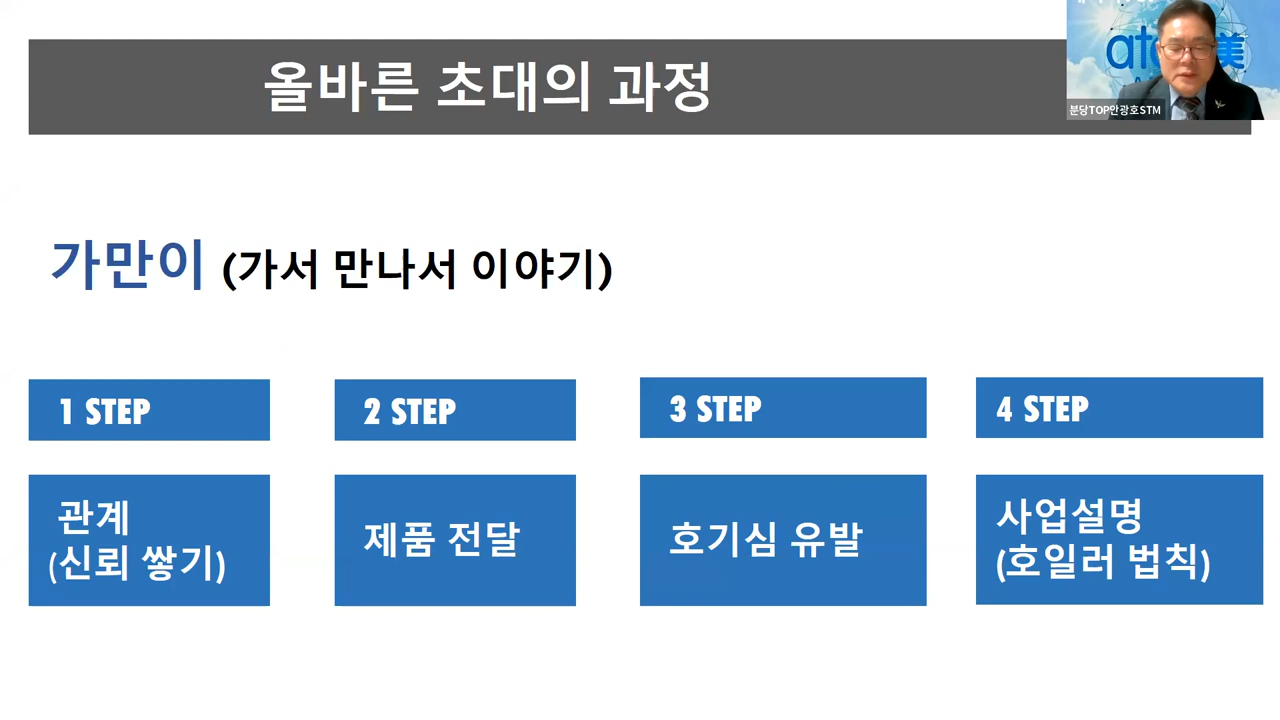 올바른 초대의 과정
분당TOP안광호STM
가만이 (가서 만나서 이야기)
1 STEP
2 STEP
3 STEP
4 STEP
관계
(신뢰 쌓기)
제품 전달
호기심 유발
사업설명
(호일러 법칙)